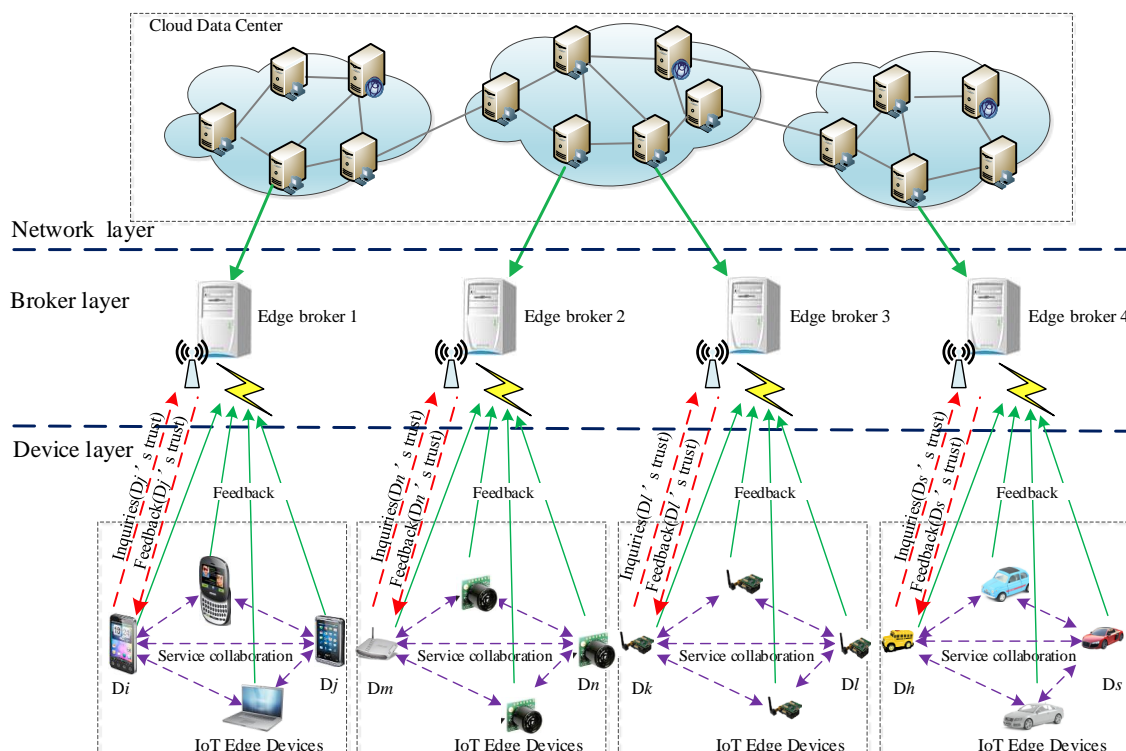 Cloud Data Center
Network layer
Broker layer
Edge broker 1
Edge broker 2
Edge broker 3
Edge broker 4
Device layer
Inquiries(Dj’s trust)
Feedback(Dj’s trust)
Feedback
Inquiries(Dn’s trust)
Feedback(Dn’s trust)
Feedback
Inquiries(Dl’s trust)
Feedback(Dl’s trust)
Feedback
Inquiries(Ds’s trust)
Feedback(Ds’s trust)
Feedback
Service collaboration
Di
Dj
IoT Edge Devices
Service collaboration
Dm
Dn
IoT Edge Devices
Service collaboration
Dk
Dl
IoT Edge Devices
Service collaboration
Dh
Ds
IoT Edge Devices